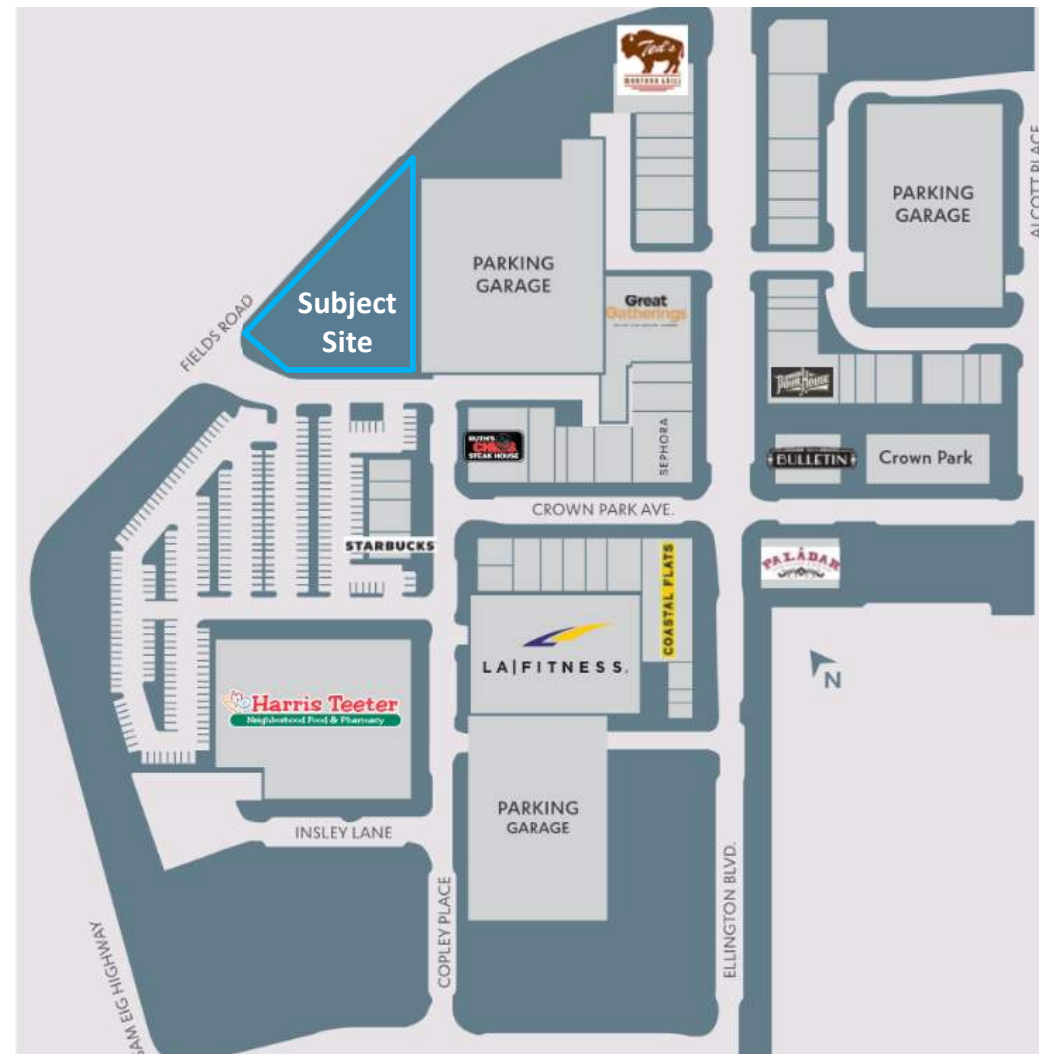 Ted's
MONTANA GRILL
PARKING
GARAGE
ALCOTT PLACE
PARKING
GARAGE
Subject
Site
FIELDS ROAD
Great
Gatherings
POUR HOUSE
RUTH'S
CHRIS
STEAK HOUSE
SEPHORA
BULLETIN
Crown Park
CROWN PARK AVE.
STARBUCKS
PALADAR
COASTAL FLATS
LA|FITNESS.
N
Harris Teeter
Neighborhood Food & Pharmacy
PARKING
GARAGE
INSLEY LANE
COPLEY PLACE
ELLINGTON BLVD.
SAM EIG HIGHWAY